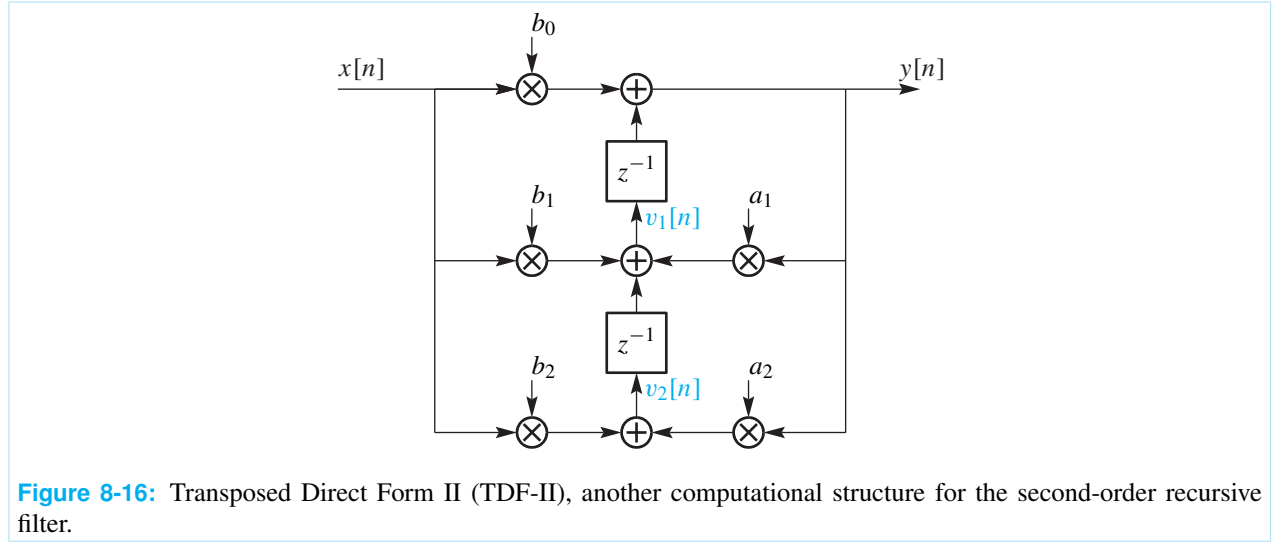 b₀
x[n]
y[n]
z⁻¹
b₁
v₁[n]
a₁
z⁻¹
b₂
v₂[n]
a₂
Figure 8-16: Transposed Direct Form II (TDF-II), another computational structure for the second-order recursive
filter.